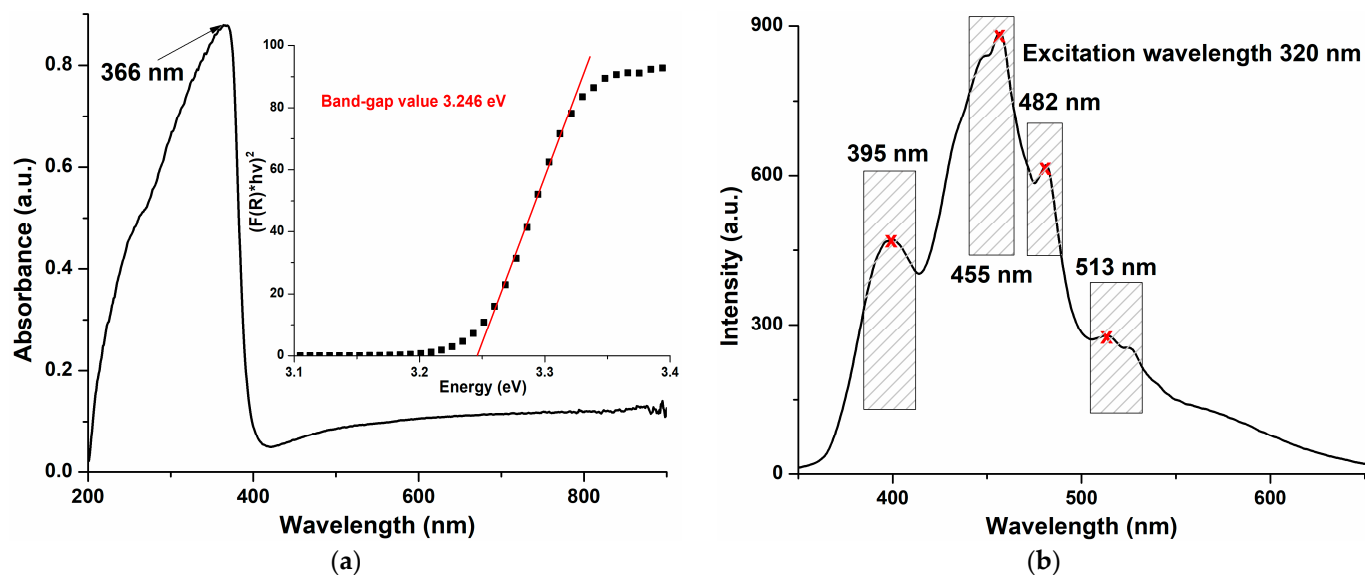 366 nm
Band-gap value 3.246 eV
(F(R)*hν)²
100
80
60
40
20
0
3.1 3.2 3.3 3.4
Energy (eV)
Absorbance (a.u.)
0.8
0.6
0.4
0.2
0.0
200 400 600 800
Wavelength (nm)
(a)
Excitation wavelength 320 nm
482 nm
395 nm
455 nm
513 nm
Intensity (a.u.)
900
600
300
0
400 500 600
Wavelength (nm)
(b)